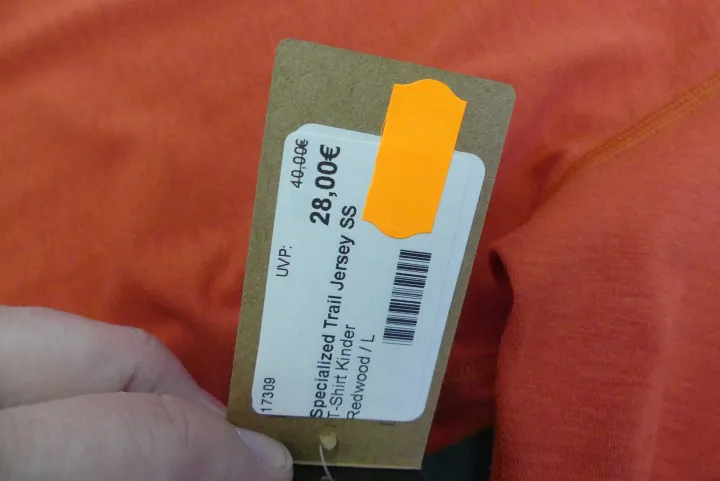 UVP: 40,00€
28,00€
Specialized Trail Jersey SS
T-Shirt Kinder
Redwood / L
17309